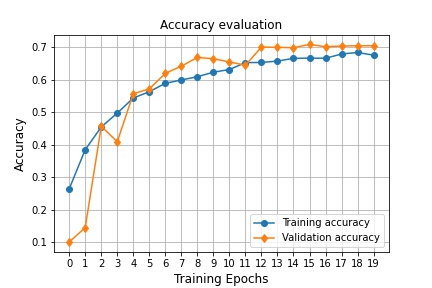 Accuracy evaluation
Accuracy
0.7
0.6
0.5
0.4
0.3
0.2
0.1
Training accuracy
Validation accuracy
0 1 2 3 4 5 6 7 8 9 10 11 12 13 14 15 16 17 18 19
Training Epochs